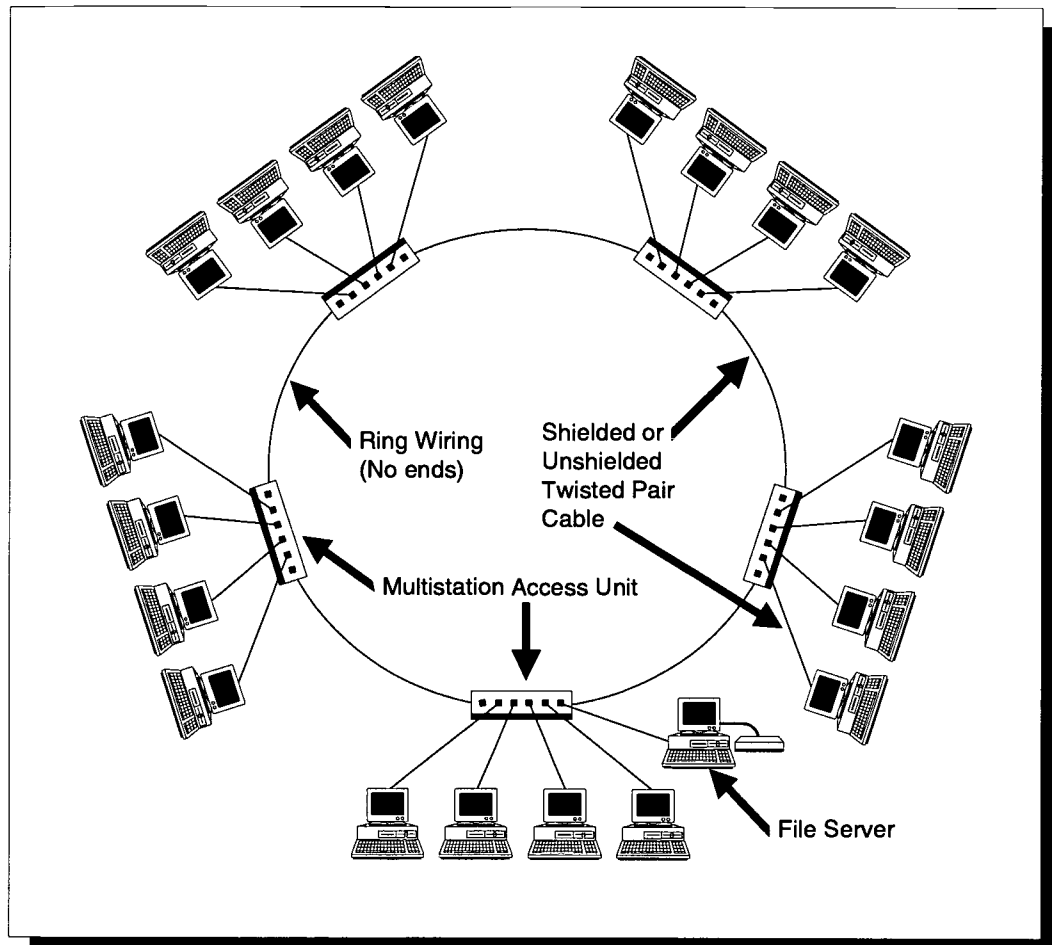 Ring Wiring
(No ends)
Shielded or
Unshielded
Twisted Pair
Cable
Multistation Access Unit
File Server